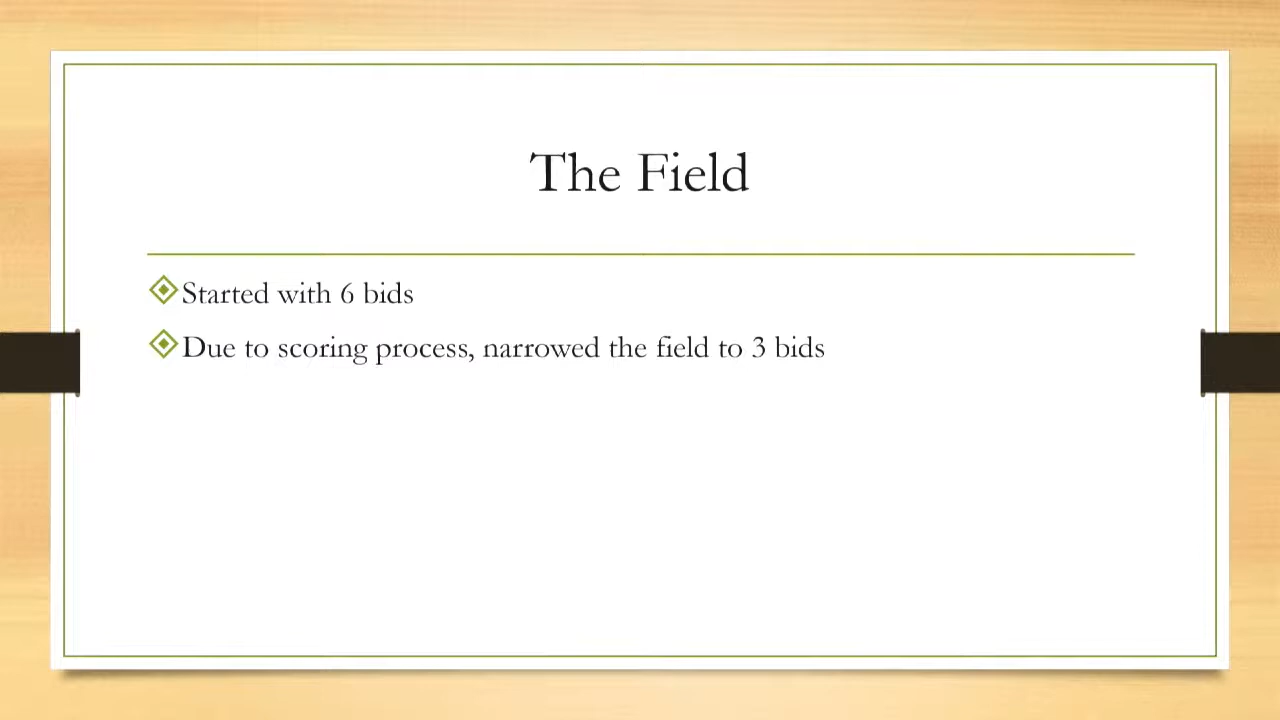 The Field
Started with 6 bids
Due to scoring process, narrowed the field to 3 bids